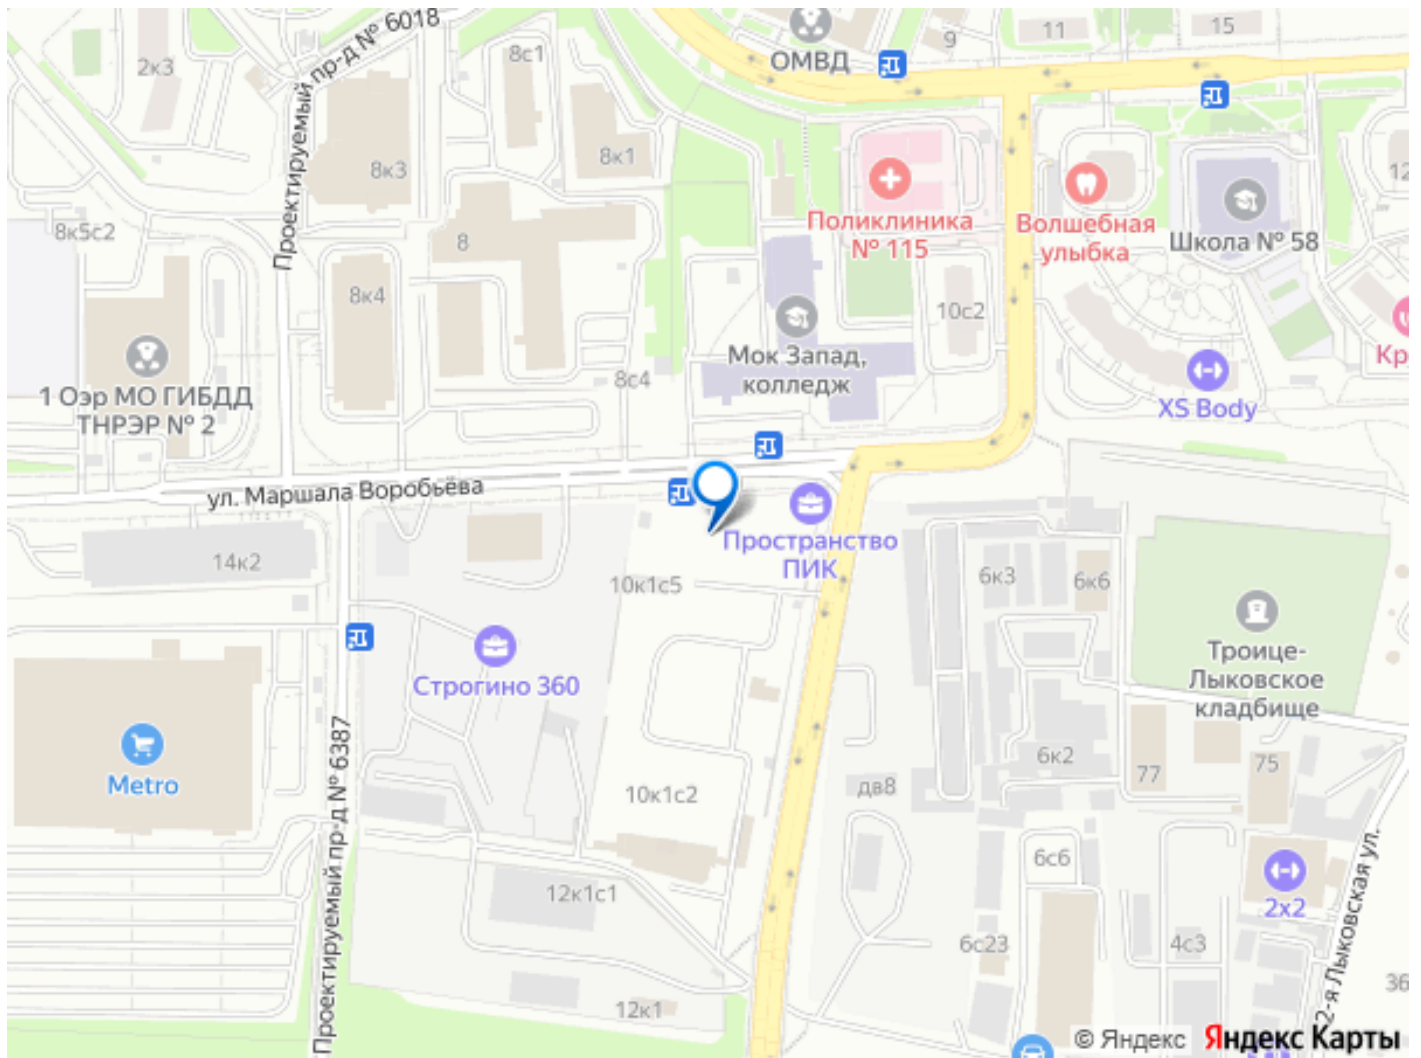 Проектируемый пр-д № 6018
2к3
8с1
ОМВД
9
11
15
8к3
8к1
12
Поликлиника
№ 115
Волшебная
улыбка
Школа № 58
8к5с2
8
8к4
10с2
Мок Запад,
колледж
8с4
Кр
1 Оэр МО ГИБДД
ТНРЭР № 2
XS Body
ул. Маршала Воробьёва
Пространство
ПИК
14к2
10к1с5
6к3
6к6
Строгино 360
Троице-
Лыковское
кладбище
Проектируемый пр-д № 6387
Metro
10к1с2
дв8
6к2
77
75
6с6
12к1с1
2х2
6с23
4с3
2-я Лыковская ул.
36
12к1
© Яндекс Яндекс Карты